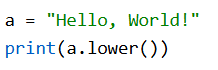 a = "Hello, World!"
print(a.lower())